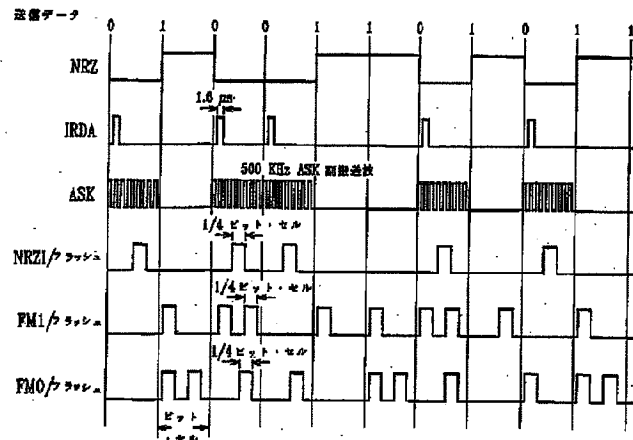 送信データ
0 1 0 0 1 1 0 1 0 1 1
NRZ
1.6 μs
IRDA
500 KHz ASK 副搬送波
ASK
1/4 ビット・セル
NRZI/フラッシュ
1/4 ビット・セル
FM1/フラッシュ
1/4 ビット・セル
FM0/フラッシュ
ビット
・セル